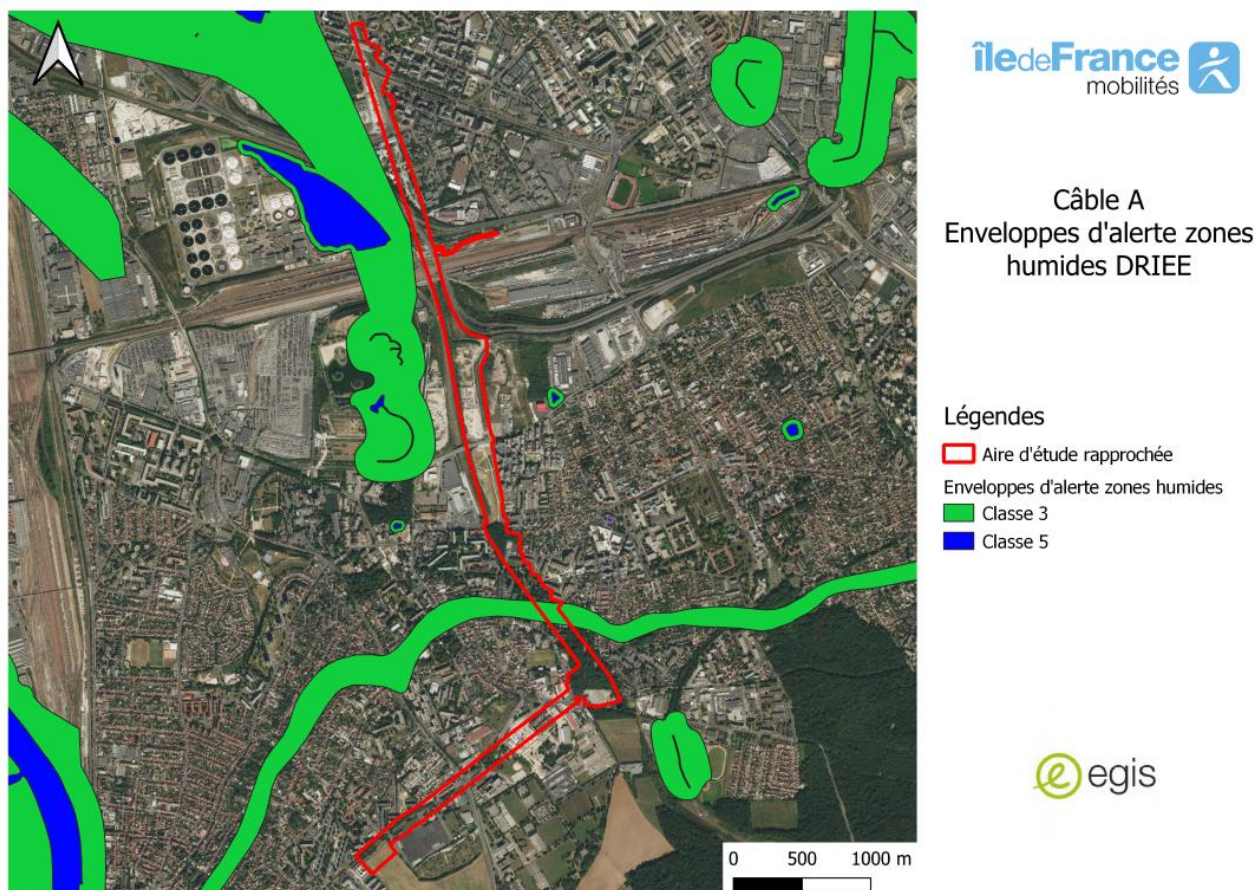 îledeFrance
mobilités
Câble A
Enveloppes d'alerte zones
humides DRIEE
Légendes
Aire d'étude rapprochée
Enveloppes d'alerte zones humides
Classe 3
Classe 5
egis
0 500 1000 m